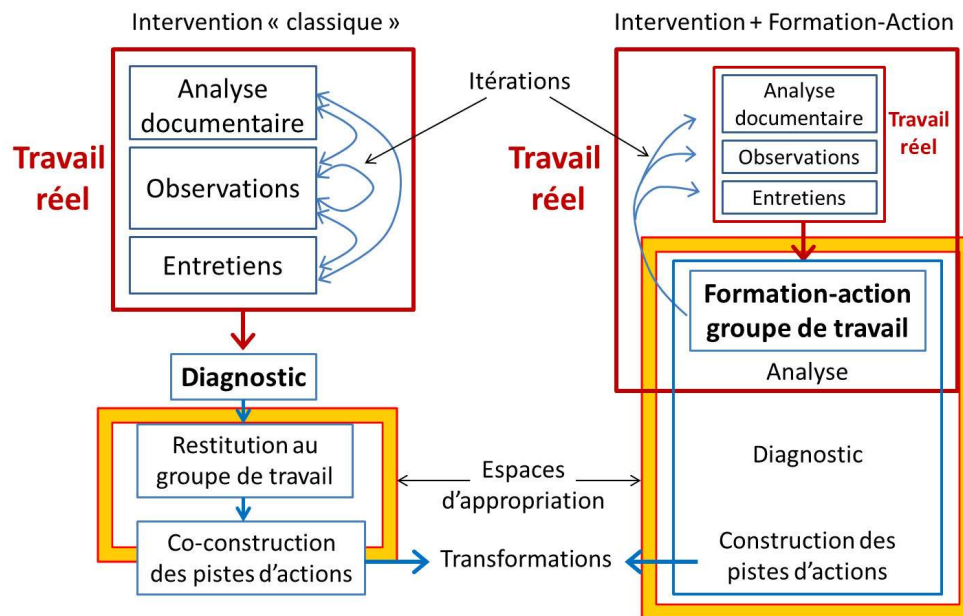 Intervention « classique »
Analyse
documentaire
Travail
réel
Observations
Entretiens
Diagnostic
Restitution au
groupe de travail
Co-construction
des pistes d'actions
Itérations
Espaces
d'appropriation
Transformations
Intervention + Formation-Action
Travail
réel
Analyse
documentaire
Observations
Entretiens
Travail
réel
Formation-action
groupe de travail
Analyse
Diagnostic
Construction des
pistes d'actions